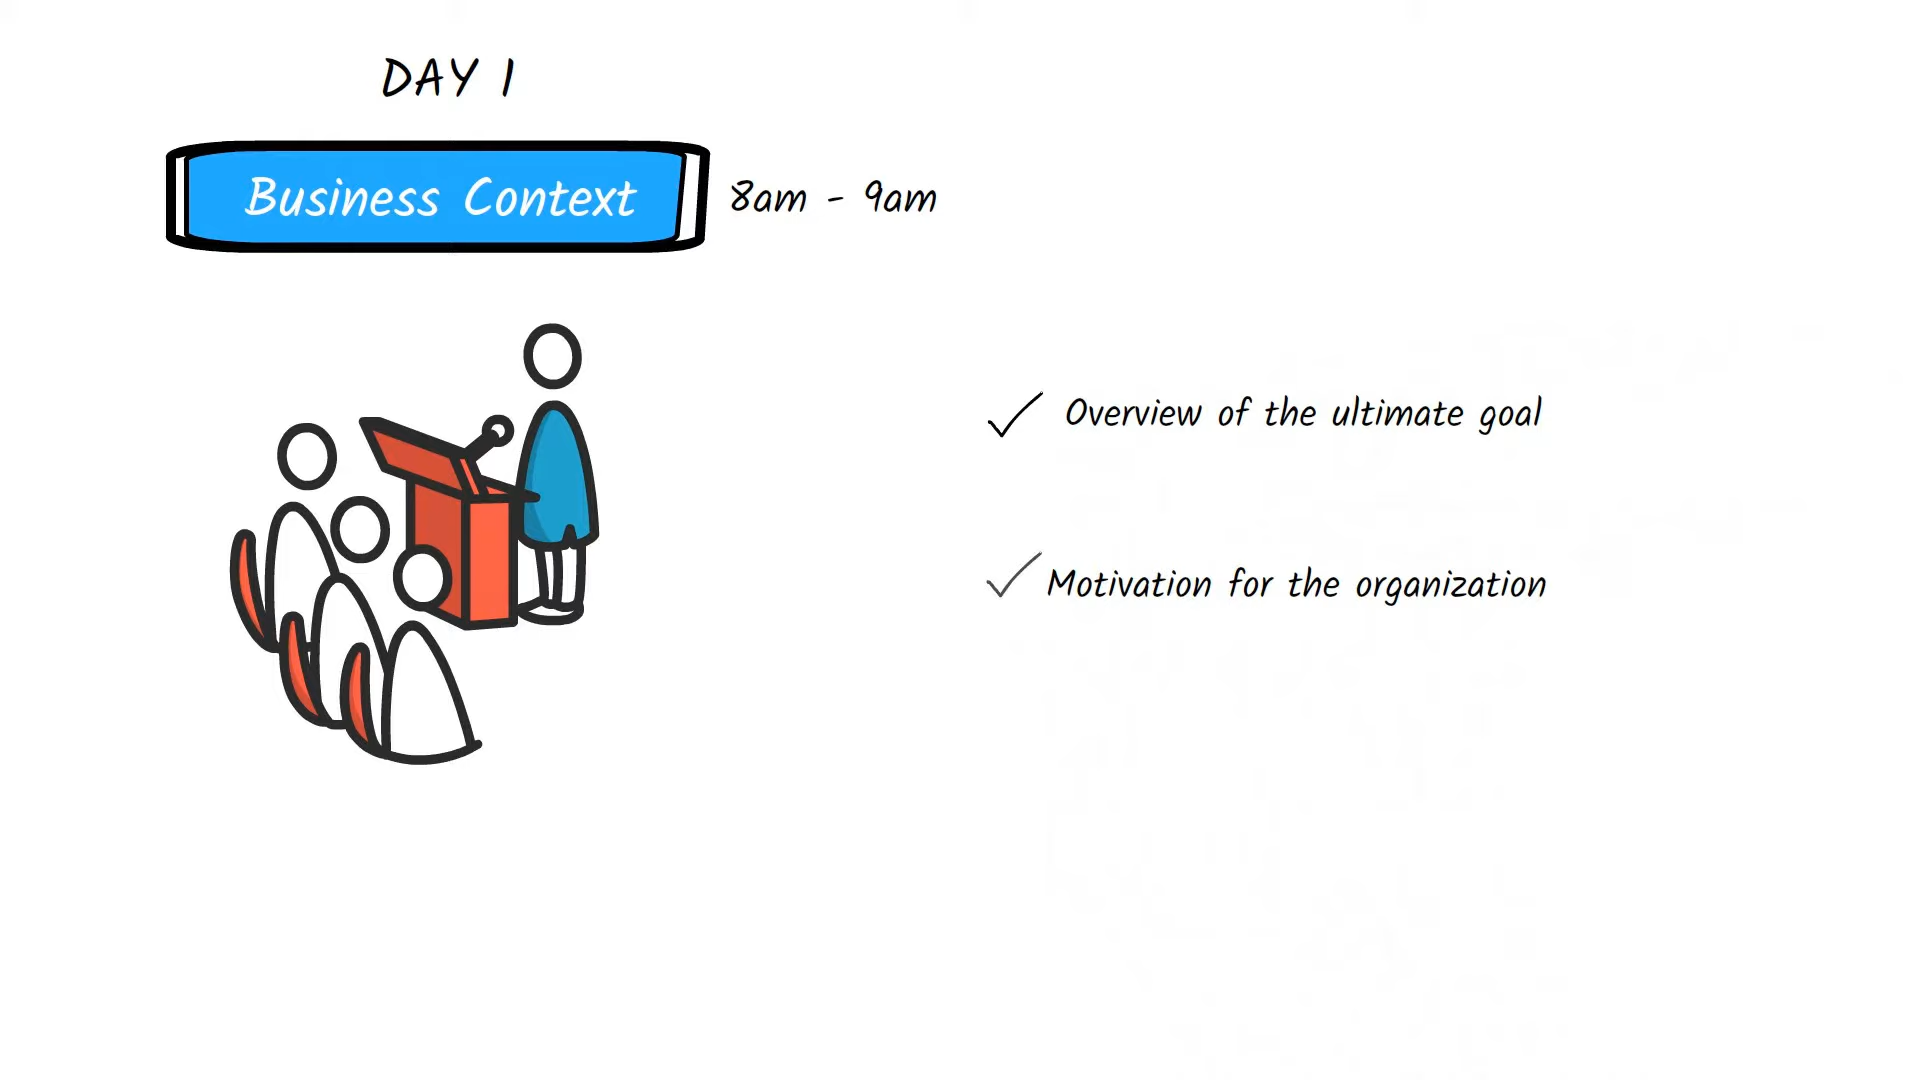 DAY 1
Business Context
8am - 9am
Overview of the ultimate goal
Motivation for the organization